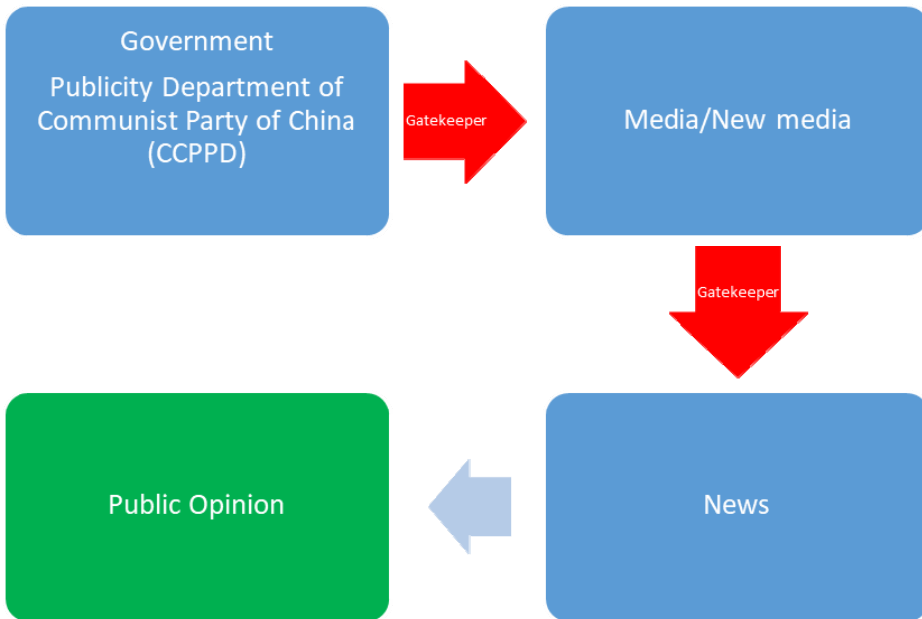 Government
Publicity Department of
Communist Party of China
(CCPPD)
Gatekeeper
Media/New media
Gatekeeper
News
Public Opinion